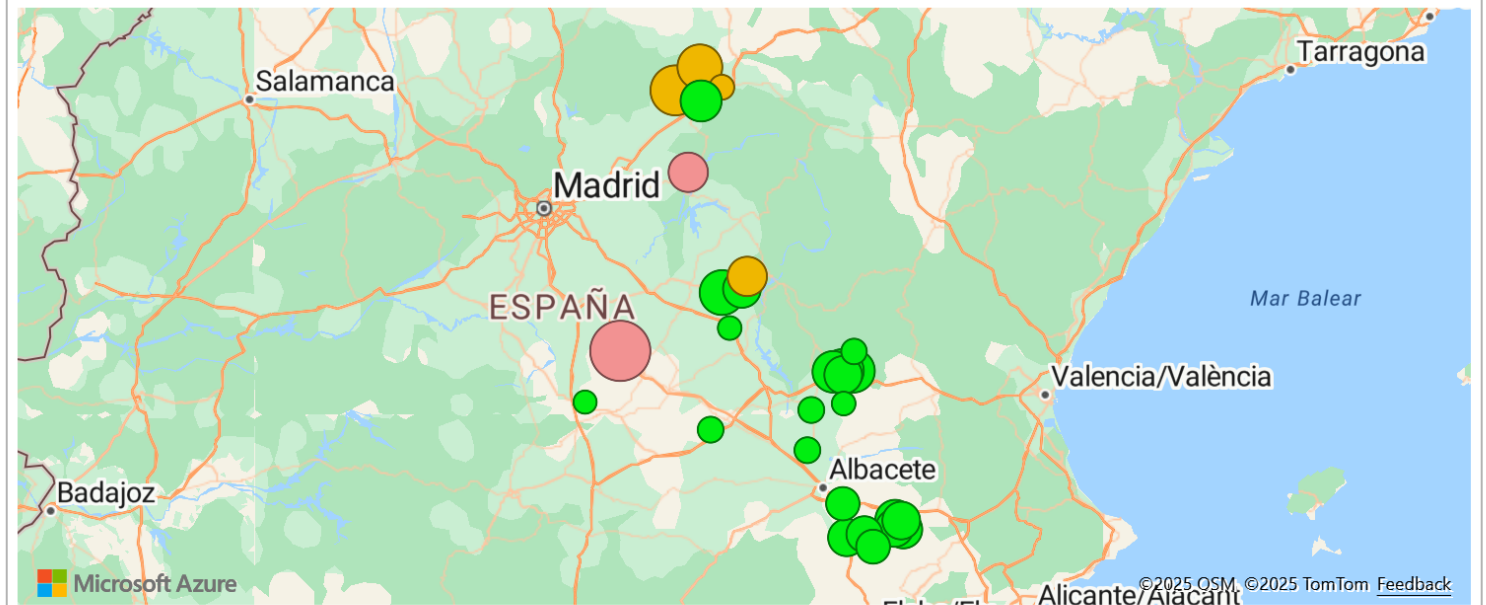 Tarragona
Salamanca
Madrid
ESPAÑA
Mar Balear
Valencia/València
Albacete
Badajoz
Microsoft Azure
©2025 OSM, ©2025 TomTom Feedback
Alicante/Alacant